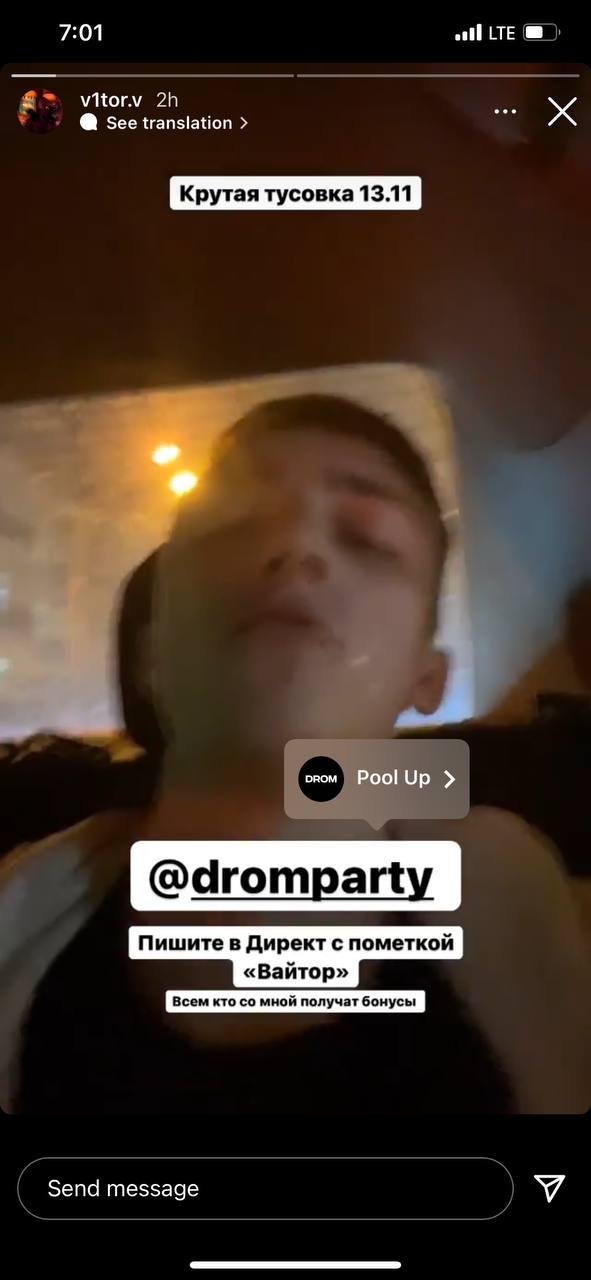 7:01
LTE
v1tor.v 2h
See translation
Крутая тусовка 13.11
DROM Pool Up
@dromparty
Пишите в Директ с пометкой
«Вайтор»
Всем кто со мной получат бонусы
Send message